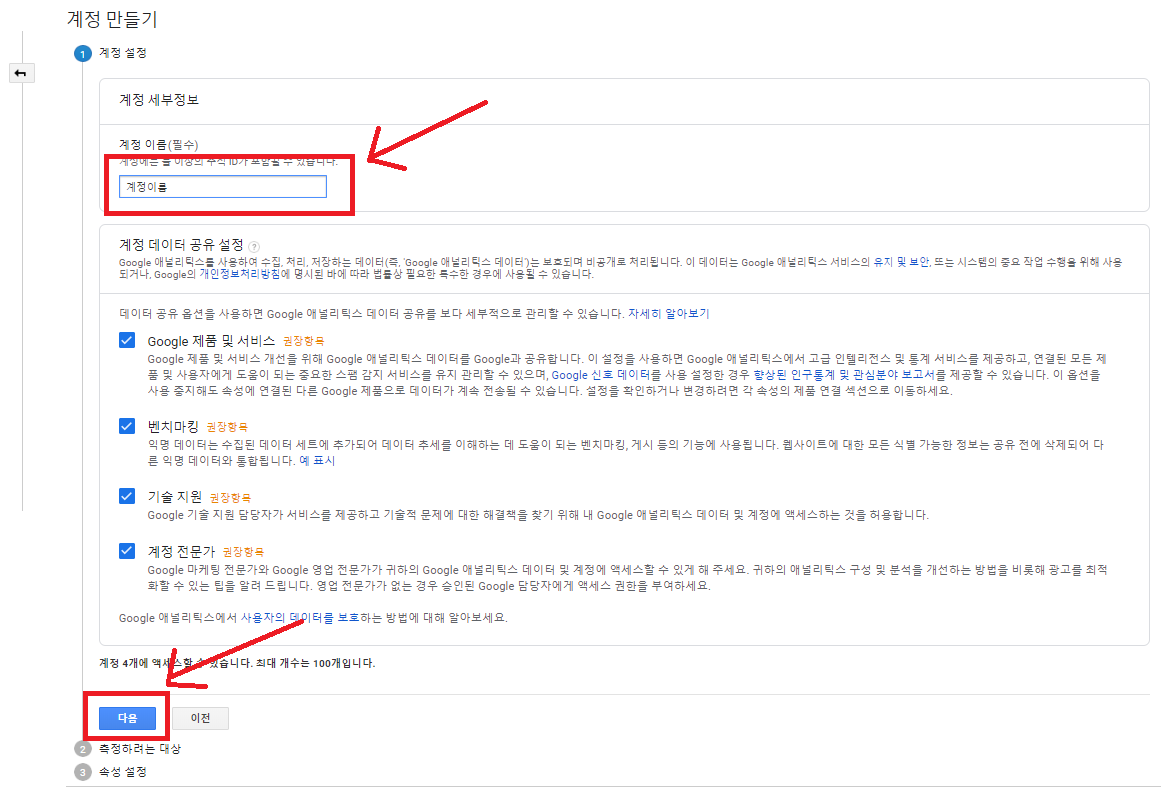 계정 만들기
1 계정 설정
계정 세부정보
계정 이름(필수)
계정에는 둘 이상의 추적 ID가 포함될 수 있습니다.
계정이름
계정 데이터 공유 설정 ?
Google 애널리틱스를 사용하여 수집, 처리, 저장하는 데이터(즉, 'Google 애널리틱스 데이터')는 보호되며 비공개로 처리됩니다. 이 데이터는 Google 애널리틱스 서비스의 유지 및 보안, 또는 시스템의 중요 작업 수행을 위해 사용
되거나, Google의 개인정보처리방침에 명시된 바에 따라 법률상 필요한 특수한 경우에 사용될 수 있습니다.
데이터 공유 옵션을 사용하면 Google 애널리틱스 데이터 공유를 보다 세부적으로 관리할 수 있습니다. 자세히 알아보기
Google 제품 및 서비스 권장항목
Google 제품 및 서비스 개선을 위해 Google 애널리틱스 데이터를 Google과 공유합니다. 이 설정을 사용하면 Google 애널리틱스에서 고급 인텔리전스 및 통계 서비스를 제공하고, 연결된 모든 제
품 및 사용자에게 도움이 되는 중요한 스팸 감지 서비스를 유지 관리할 수 있으며, Google 신호 데이터를 사용 설정한 경우 향상된 인구통계 및 관심분야 보고서를 제공할 수 있습니다. 이 옵션을
사용 중지해도 속성에 연결된 다른 Google 제품으로 데이터가 계속 전송될 수 있습니다. 설정을 확인하거나 변경하려면 각 속성의 제품 연결 섹션으로 이동하세요.
벤치마킹 권장항목
익명 데이터는 수집된 데이터 세트에 추가되어 데이터 추세를 이해하는 데 도움이 되는 벤치마킹, 게시 등의 기능에 사용됩니다. 웹사이트에 대한 모든 식별 가능한 정보는 공유 전에 삭제되어 다
른 익명 데이터와 통합됩니다. 예 표시
기술 지원 권장항목
Google 기술 지원 담당자가 서비스를 제공하고 기술적 문제에 대한 해결책을 찾기 위해 내 Google 애널리틱스 데이터 및 계정에 액세스하는 것을 허용합니다.
계정 전문가 권장항목
Google 마케팅 전문가와 Google 영업 전문가가 귀하의 Google 애널리틱스 데이터 및 계정에 액세스할 수 있게 해 주세요. 귀하의 애널리틱스 구성 및 분석을 개선하는 방법을 비롯해 광고를 최적
화할 수 있는 팁을 알려 드립니다. 영업 전문가가 없는 경우 승인된 Google 담당자에게 액세스 권한을 부여하세요.
Google 애널리틱스에서 사용자의 데이터를 보호하는 방법에 대해 알아보세요.
계정 4개에 액세스할 수 있습니다. 최대 개수는 100개입니다.
다음 이전
2 측정하려는 대상
3 속성 설정